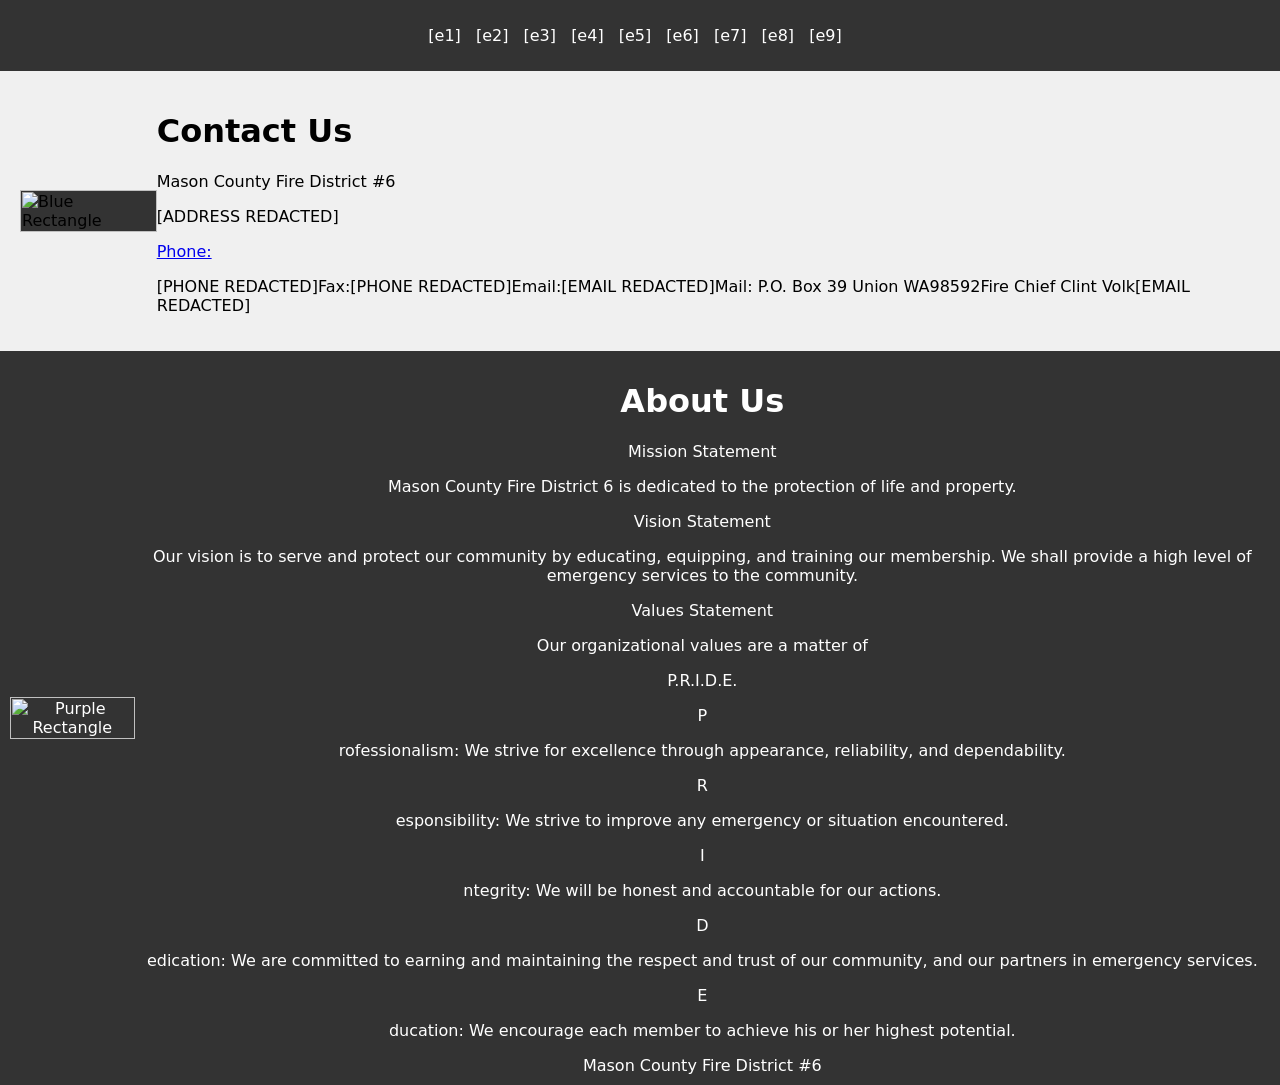 [e1] [e2] [e3] [e4] [e5] [e6] [e7] [e8] [e9]
Contact Us
Mason County Fire District #6
Blue
Rectangle
[ADDRESS REDACTED]
Phone:
[PHONE REDACTED]Fax:[PHONE REDACTED]Email:[EMAIL REDACTED]Mail: P.O. Box 39 Union WA98592Fire Chief Clint Volk[EMAIL
REDACTED]
About Us
Mission Statement
Mason County Fire District 6 is dedicated to the protection of life and property.
Vision Statement
Our vision is to serve and protect our community by educating, equipping, and training our membership. We shall provide a high level of
emergency services to the community.
Values Statement
Our organizational values are a matter of
P.R.I.D.E.
Purple
Rectangle
P
rofessionalism: We strive for excellence through appearance, reliability, and dependability.
R
esponsibility: We strive to improve any emergency or situation encountered.
I
ntegrity: We will be honest and accountable for our actions.
D
edication: We are committed to earning and maintaining the respect and trust of our community, and our partners in emergency services.
E
ducation: We encourage each member to achieve his or her highest potential.
Mason County Fire District #6